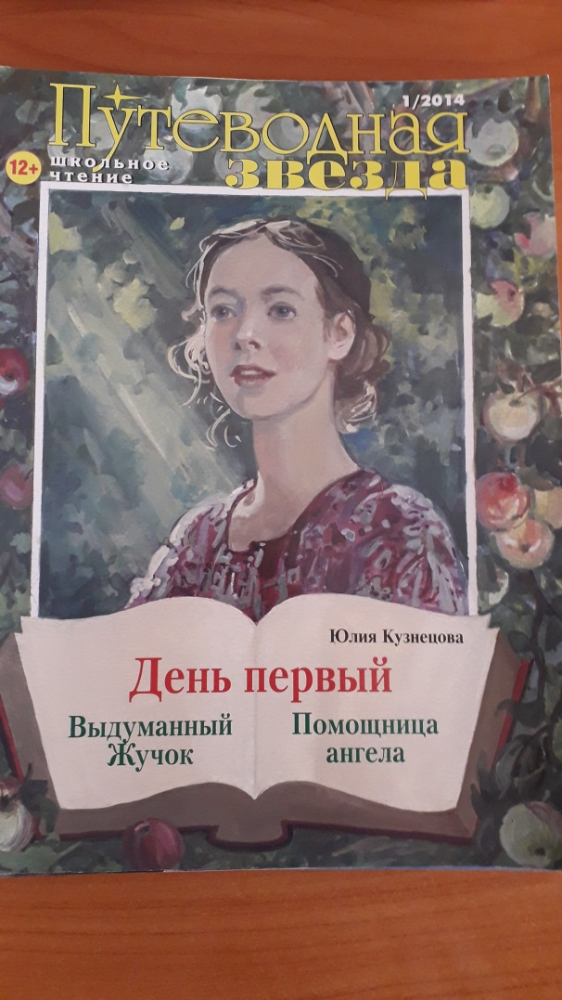 1/2014
Путеводная
звезда
школьное
чтение
12+
Юлия Кузнецова
День первый
Выдуманный
Жучок
Помощница
ангела